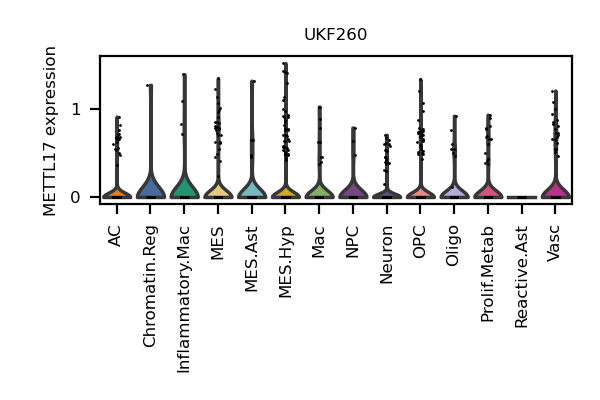 UKF260
METTL17 expression
1
0
AC
Chromatin.Reg
Inflammatory.Mac
MES
MES.Ast
MES.Hyp
Mac
NPC
Neuron
OPC
Oligo
Prolif.Metab
Reactive.Ast
Vasc